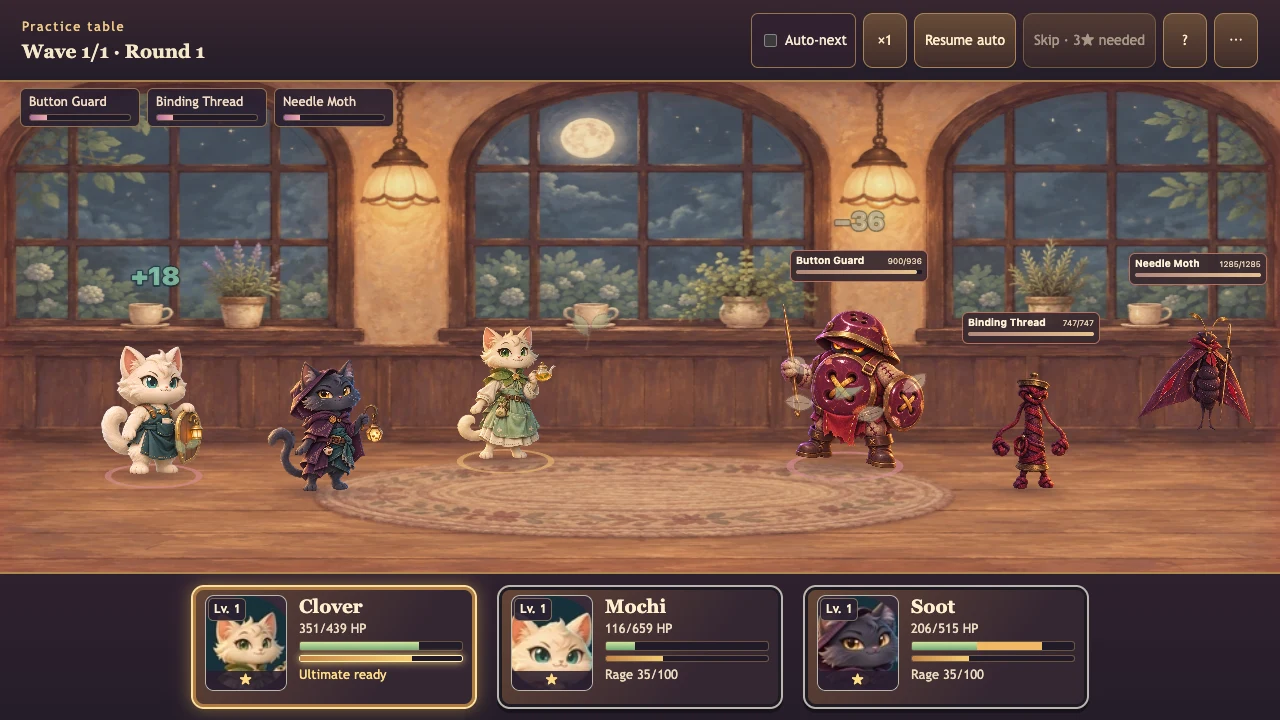 Practice table
Wave 1/1 · Round 1
Auto-next
×1
Resume auto
Skip · 3★ needed
?
···
Button Guard
Binding Thread
Needle Moth
+18
−36
Button Guard 900/936
Binding Thread 747/747
Needle Moth 1285/1285
Lv. 1
Clover
351/439 HP
Ultimate ready
Lv. 1
Mochi
116/659 HP
Rage 35/100
Lv. 1
Soot
206/515 HP
Rage 35/100